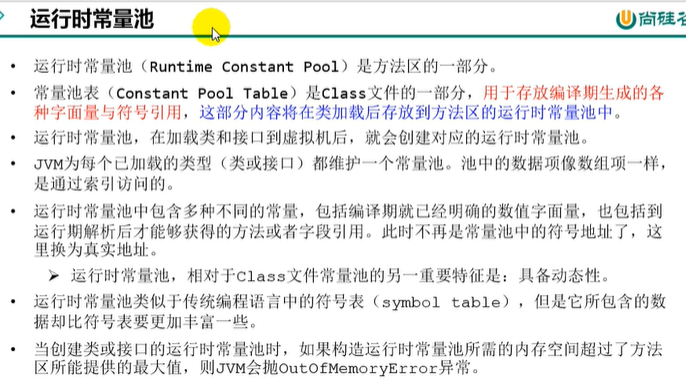 运行时常量池
尚硅谷
• 运行时常量池（Runtime Constant Pool）是方法区的一部分。
• 常量池表（Constant Pool Table）是Class文件的一部分，用于存放编译期生成的各
种字面量与符号引用，这部分内容将在类加载后存放到方法区的运行时常量池中。
• 运行时常量池，在加载类和接口到虚拟机后，就会创建对应的运行时常量池。
• JVM为每个已加载的类型（类或接口）都维护一个常量池。池中的数据项像数组项一样，
是通过索引访问的。
• 运行时常量池中包含多种不同的常量，包括编译期就已经明确的数值字面量，也包括到
运行期解析后才能够获得的方法或者字段引用。此时不再是常量池中的符号地址了，这
里换为真实地址。
➢ 运行时常量池，相对于Class文件常量池的另一重要特征是：具备动态性。
• 运行时常量池类似于传统编程语言中的符号表（symbol table），但是它所包含的数
据却比符号表要更加丰富一些。
• 当创建类或接口的运行时常量池时，如果构造运行时常量池所需的内存空间超过了方法
区所能提供的最大值，则JVM会抛OutOfMemoryError异常。